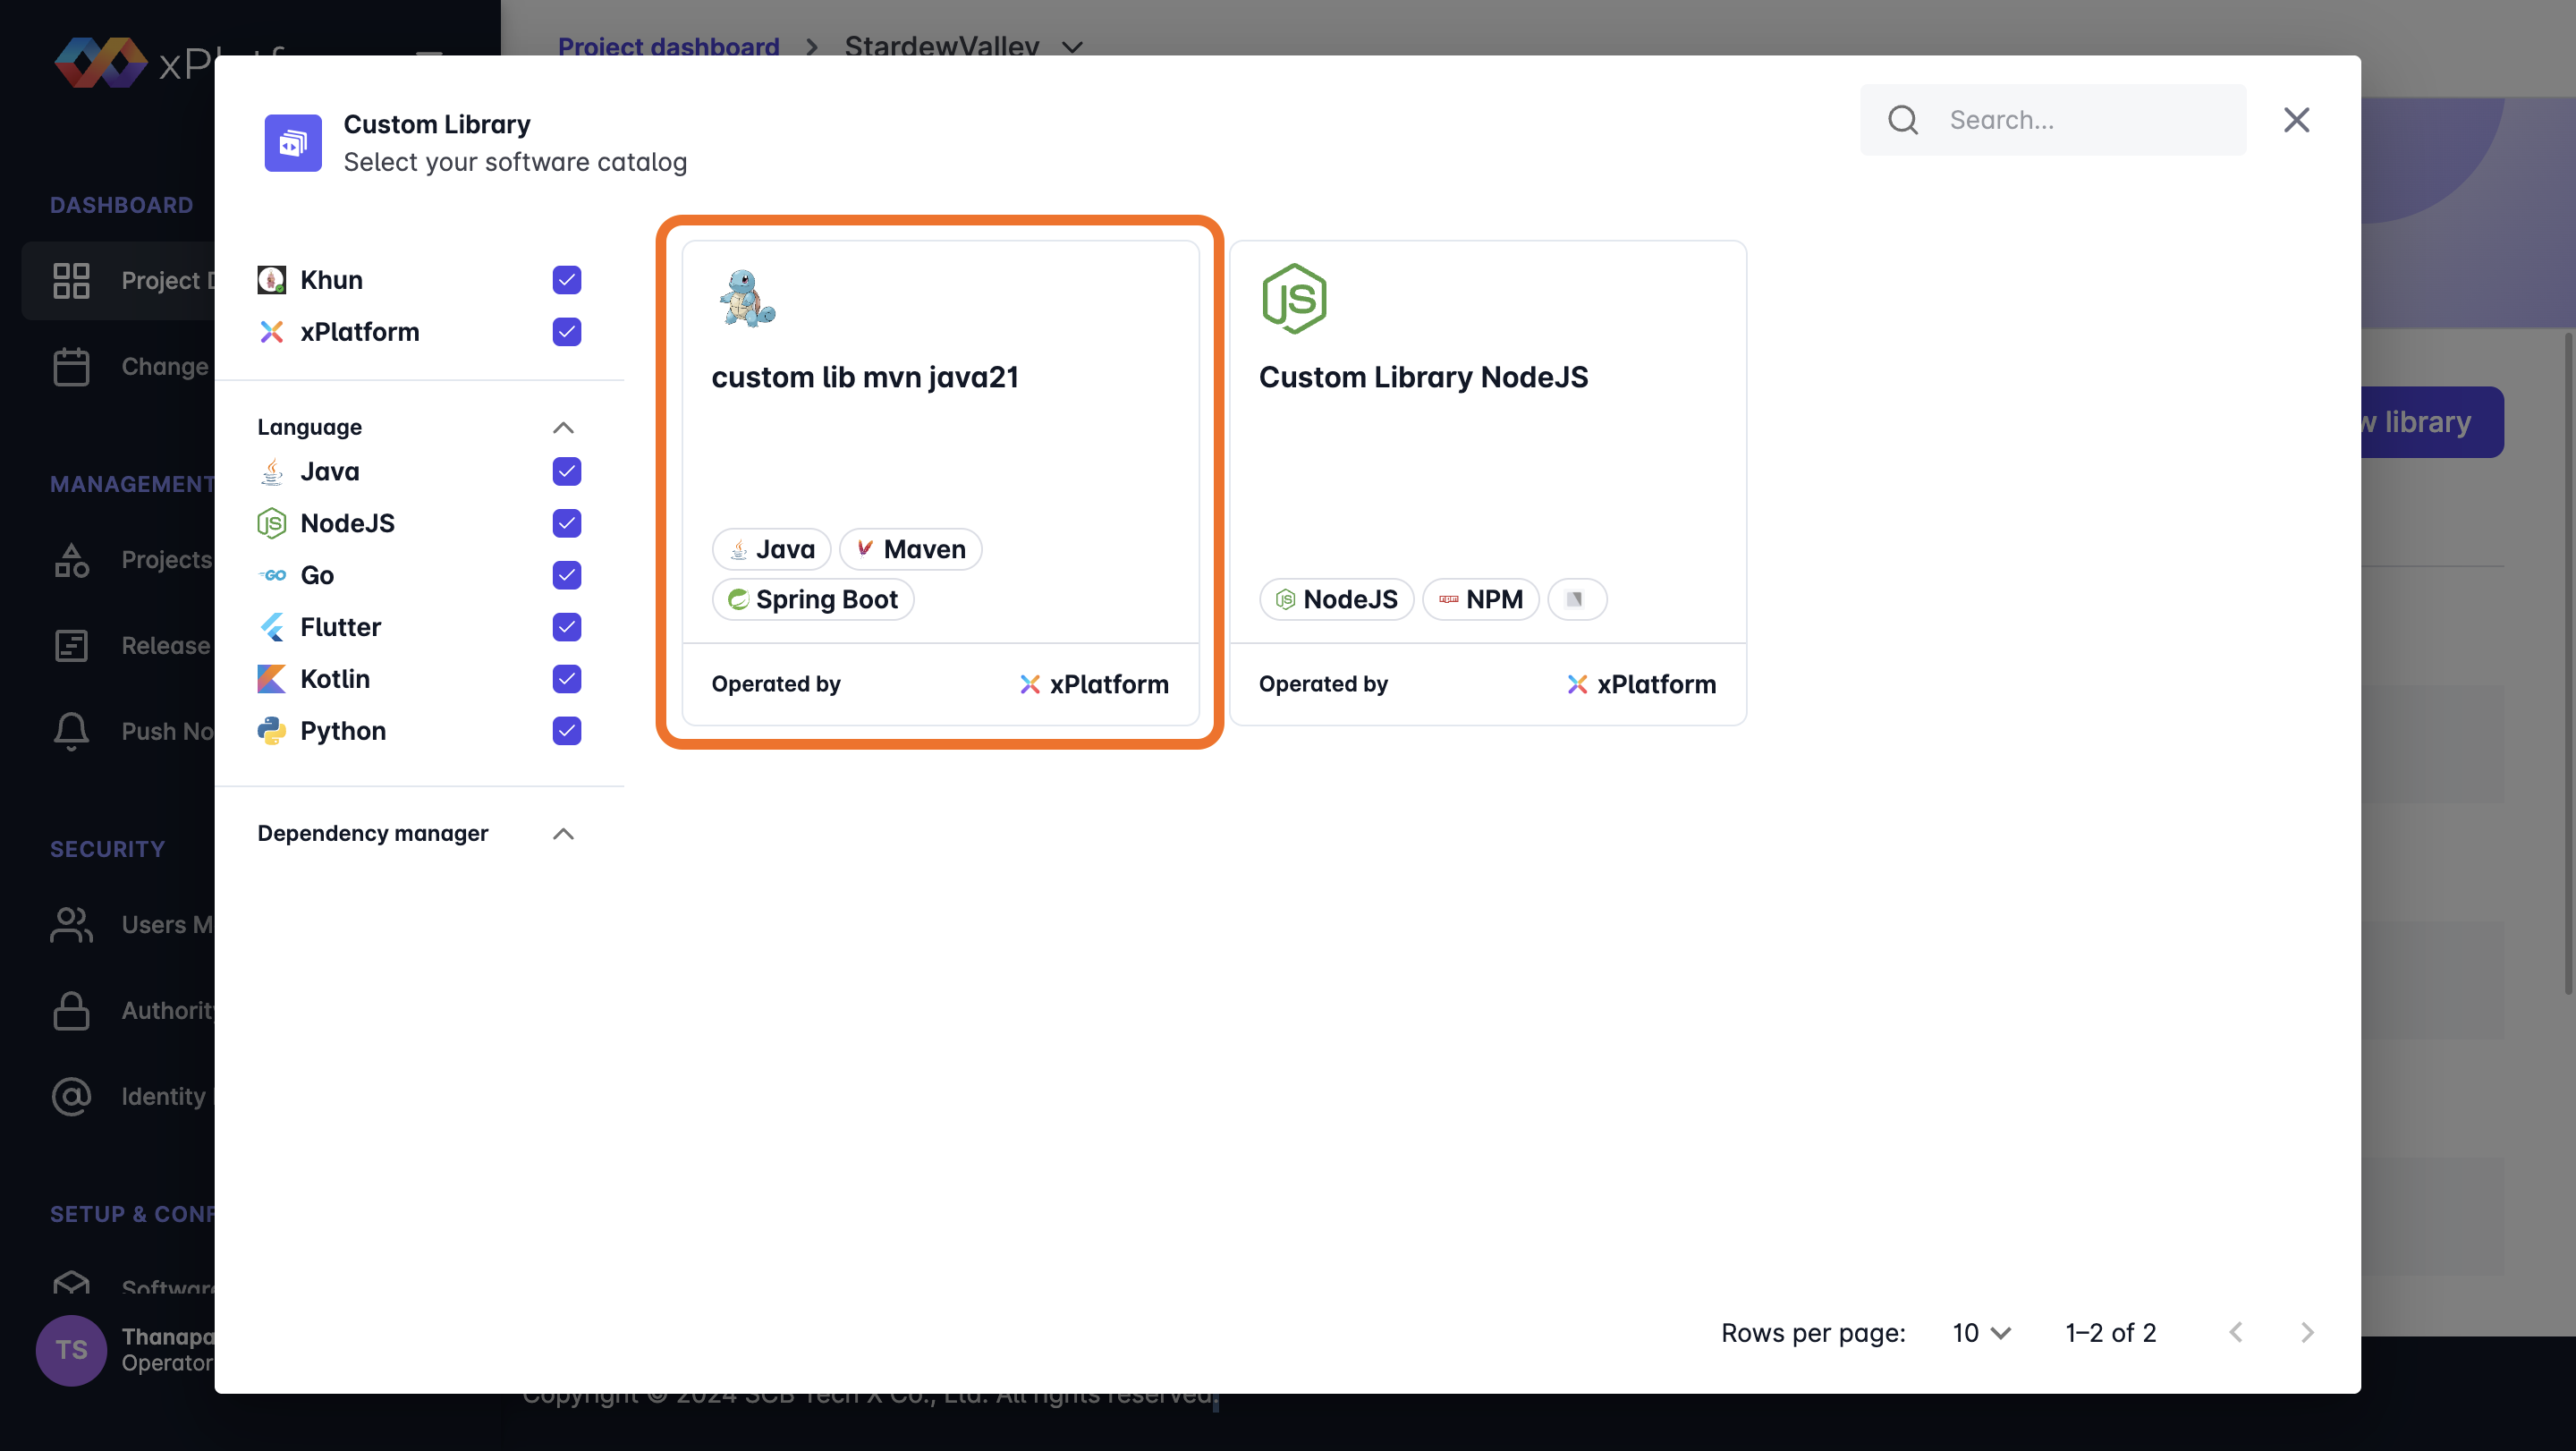 xPlatf
Project dashboard > StardewValley
Custom Library
Select your software catalog
Search...
DASHBOARD
Project D
Change
MANAGEMENT
Projects
Release
Push No
SECURITY
Users M
Authority
Identity
SETUP & CONF
Software
TS
Thanapa
Operator
Khun
xPlatform
Language
Java
NodeJS
Go
Flutter
Kotlin
Python
Dependency manager
custom lib mvn java21
Java
Maven
Spring Boot
Operated by
xPlatform
JS
Custom Library NodeJS
NodeJS
NPM
Operated by
xPlatform
w library
Rows per page: 10 1–2 of 2
Copyright © 2024 SCB Tech X Co., Ltd. All rights reserved.